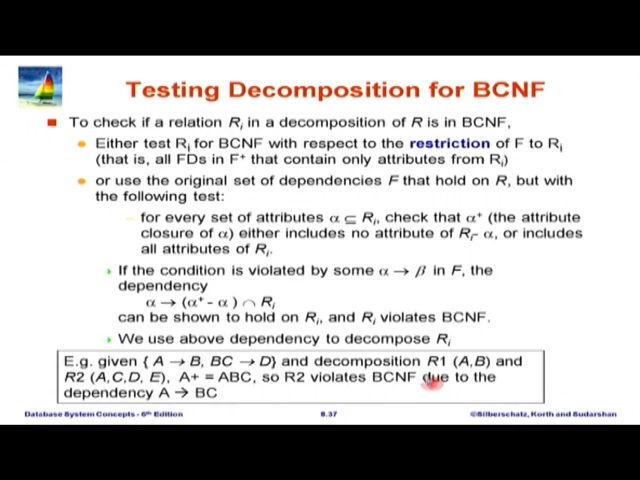 Testing Decomposition for BCNF
To check if a relation Rᵢ in a decomposition of R is in BCNF,
Either test Rᵢ for BCNF with respect to the restriction of F to Rᵢ
(that is, all FDs in F⁺ that contain only attributes from Rᵢ)
or use the original set of dependencies F that hold on R, but with
the following test:
– for every set of attributes α ⊆ Rᵢ, check that α⁺ (the attribute
closure of α) either includes no attribute of Rᵢ- α, or includes
all attributes of Rᵢ.
If the condition is violated by some α → β in F, the
dependency
α → (α⁺ - α ) ∩ Rᵢ
can be shown to hold on Rᵢ, and Rᵢ violates BCNF.
We use above dependency to decompose Rᵢ
E.g. given { A → B, BC → D} and decomposition R1 (A,B) and
R2 (A,C,D, E), A+ = ABC, so R2 violates BCNF due to the
dependency A → BC
Database System Concepts - 6th Edition
8.37
©Silberschatz, Korth and Sudarshan